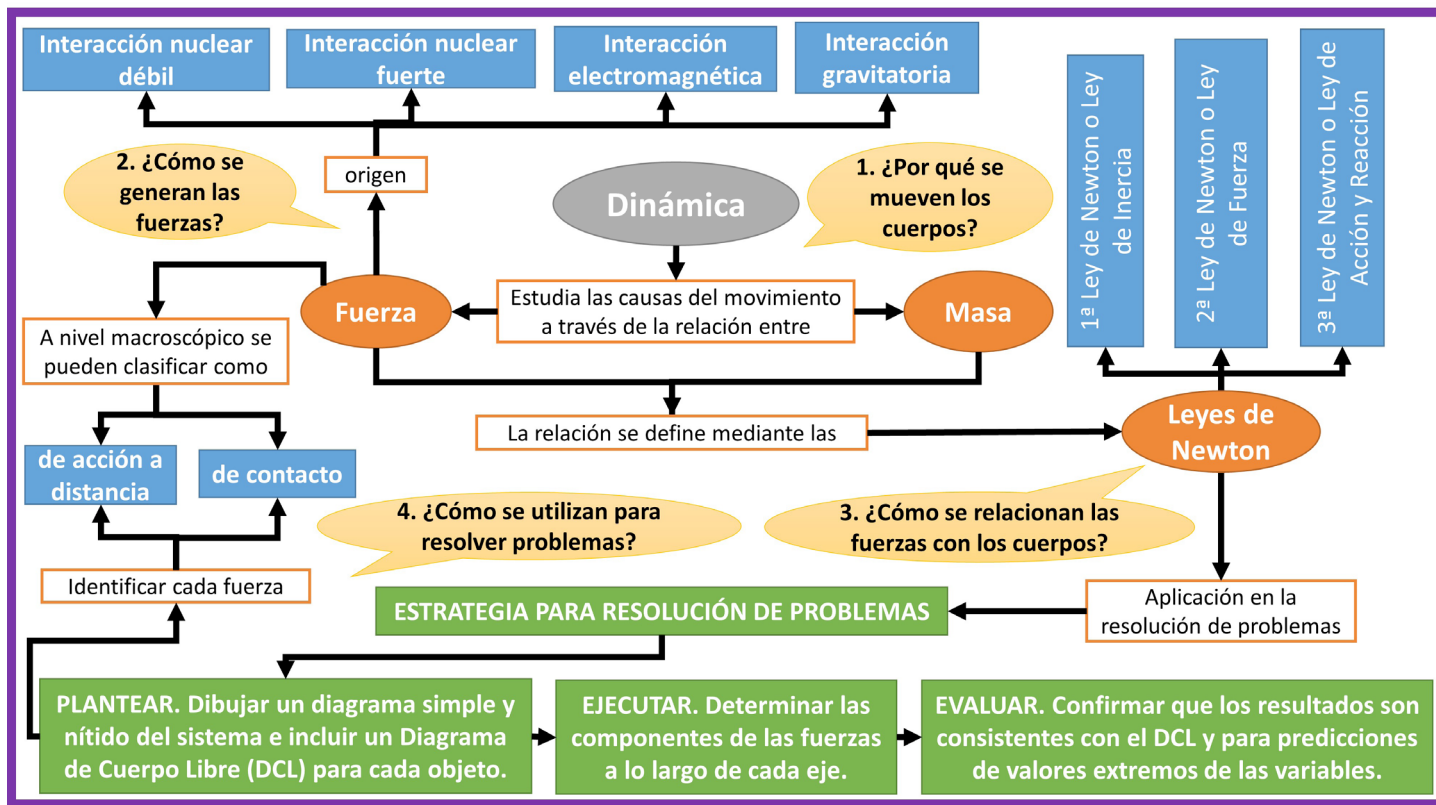 Interacción nuclear
débil
Interacción nuclear
fuerte
Interacción
electromagnética
Interacción
gravitatoria
1ª Ley de Newton o Ley
de Inercia
2ª Ley de Newton o Ley
de Fuerza
3ª Ley de Newton o Ley de
Acción y Reacción
2. ¿Cómo se
generan las
fuerzas?
origen
Dinámica
1. ¿Por qué se
mueven los
cuerpos?
Fuerza
Estudia las causas del movimiento
a través de la relación entre
Masa
A nivel macroscópico se
pueden clasificar como
La relación se define mediante las
Leyes de
Newton
de acción a
distancia
de contacto
4. ¿Cómo se utilizan para
resolver problemas?
3. ¿Cómo se relacionan las
fuerzas con los cuerpos?
Identificar cada fuerza
ESTRATEGIA PARA RESOLUCIÓN DE PROBLEMAS
Aplicación en la
resolución de problemas
PLANTEAR. Dibujar un diagrama simple y
nítido del sistema e incluir un Diagrama
de Cuerpo Libre (DCL) para cada objeto.
EJECUTAR. Determinar las
componentes de las fuerzas
a lo largo de cada eje.
EVALUAR. Confirmar que los resultados son
consistentes con el DCL y para predicciones
de valores extremos de las variables.